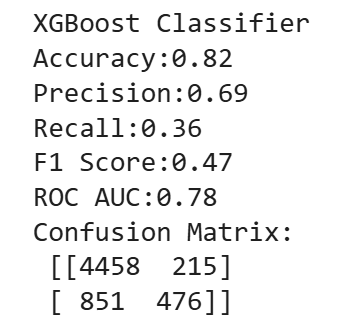 XGBoost Classifier
Accuracy:0.82
Precision:0.69
Recall:0.36
F1 Score:0.47
ROC AUC:0.78
Confusion Matrix:
[[4458  215]
[ 851  476]]